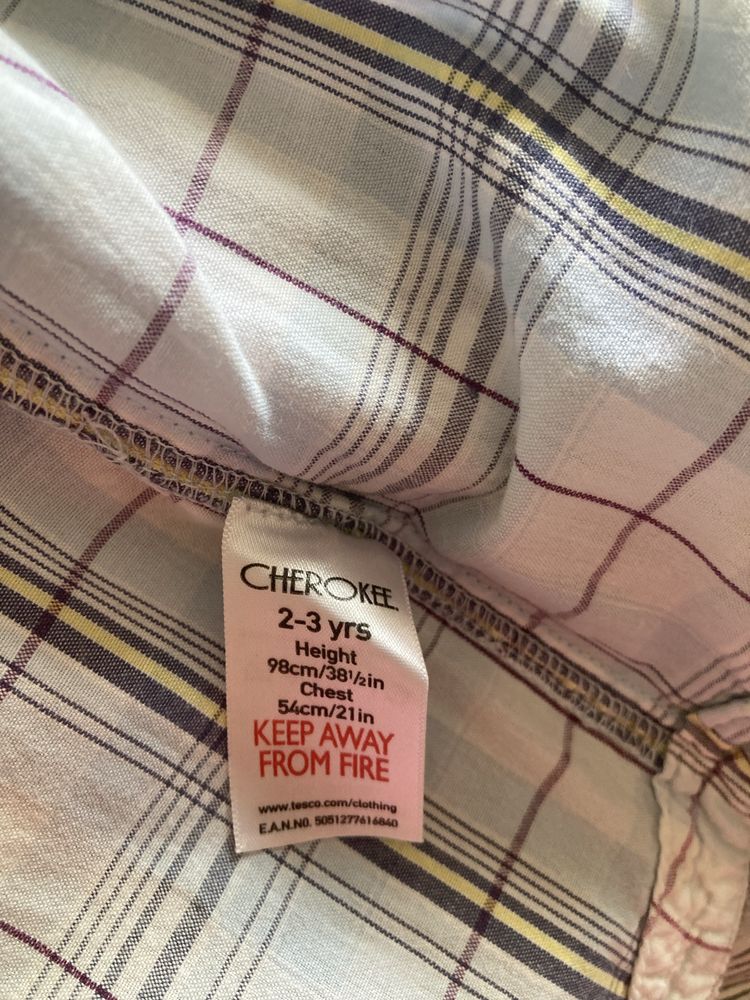 CHEROKEE.
2-3 yrs
Height
98cm/38½in
Chest
54cm/21in
KEEP AWAY
FROM FIRE
www.tesco.com/clothing
E.A.N.NO. 5051277616840